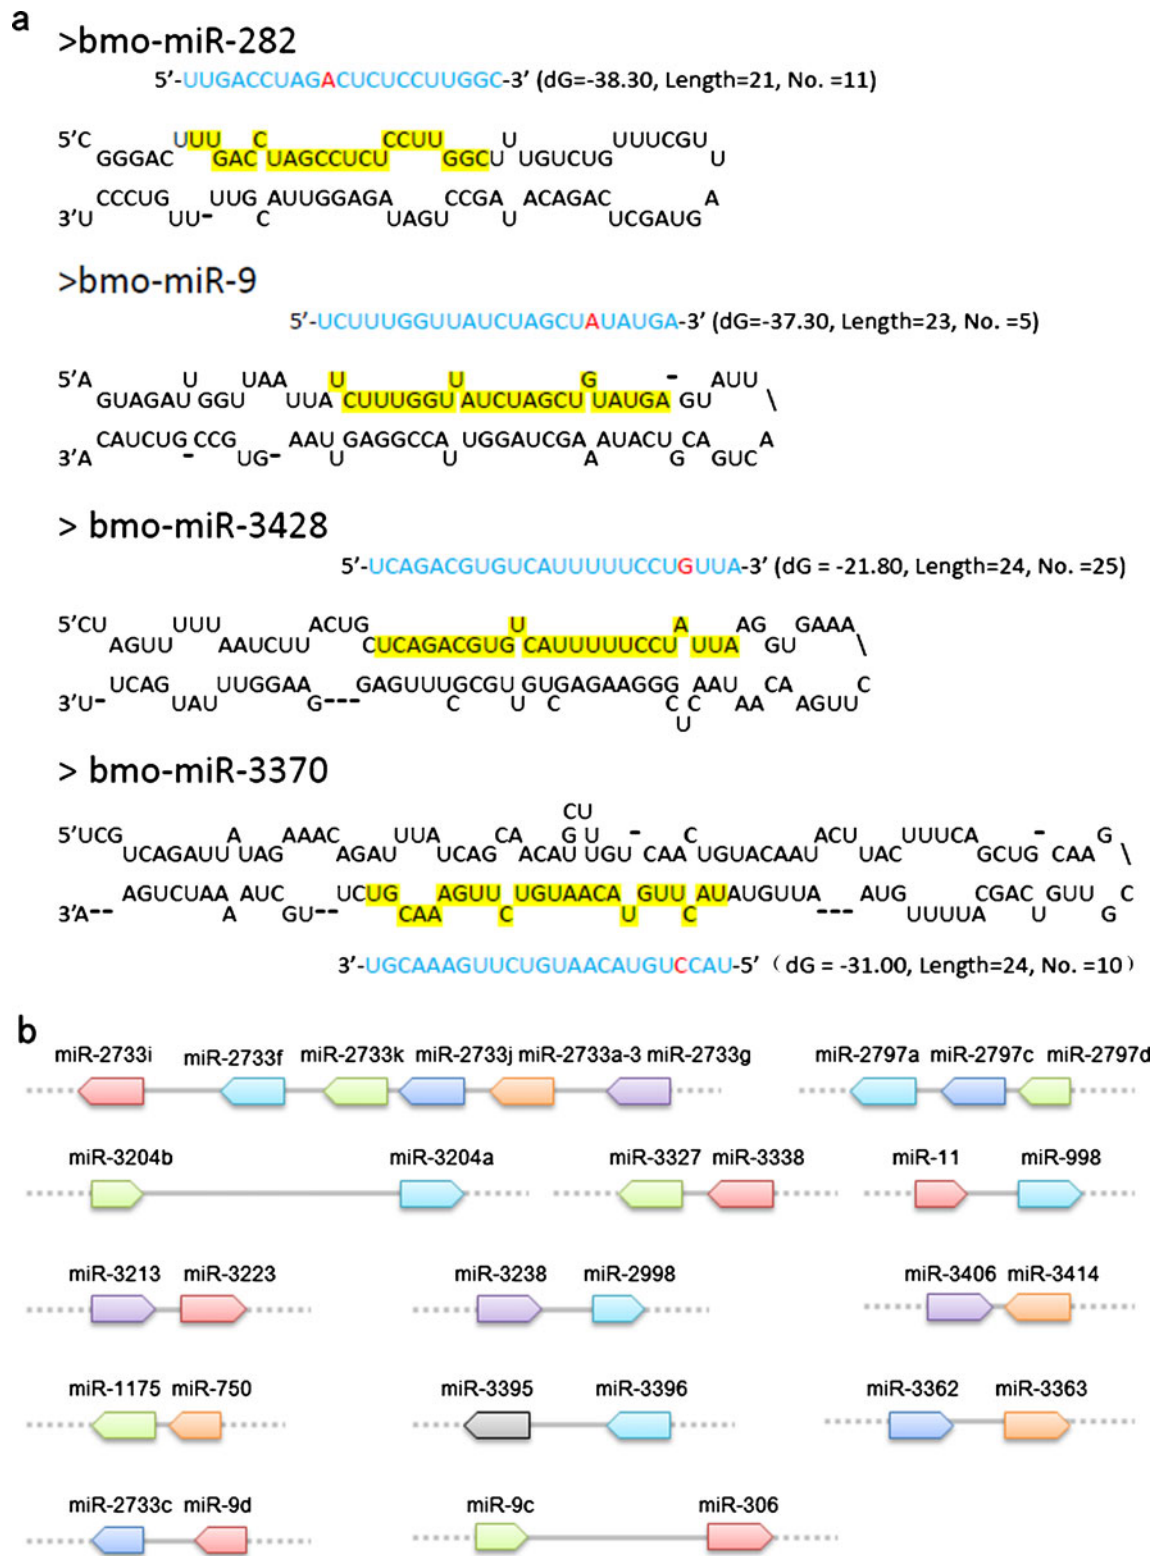 a
>bmo-miR-282
5'-UUGACCUAGACUCUCCUUGGC-3' (dG=-38.30, Length=21, No. =11)
5'C UUU C CCUU U UUUCGU
GGGAC GAC UAGCCUCU GGCU UGUCUG U
CCCUG UUG AUUGGAGA CCGA ACAGAC A
3'U UU- C UAGU U UCGAUG
>bmo-miR-9
5'-UCUUUGGUUAUCUAGCUAUAUGA-3' (dG=-37.30, Length=23, No. =5)
5'A U UAA U U G - AUU
GUAGAU GGU UUA CUUUGGU AUCUAGCU UAUGA GU \
CAUCUG CCG AAU GAGGCCA UGGAUCGA AUACU CA A
3'A - UG- U U A G GUC
> bmo-miR-3428
5'-UCAGACGUGUCAUUUUUCCUGUUA-3' (dG = -21.80, Length=24, No. =25)
5'CU UUU ACUG U A AG GAAA
AGUU AAUCUU CUCAGACGUG CAUUUUUCCU UUA GU \
UCAG UUGGAA GAGUUUGCGU GUGAGAAGGG AAU CA C
3'U- UAU G--- C U C C C AA AGUU
U
> bmo-miR-3370
CU
5'UCG A AAAC UUA CA G U - C ACU UUUCA - G
UCAGAUU UAG AGAU UCAG ACAU UGU CAA UGUACAAU UAC GCUG CAA \
AGUCUAA AUC UCUG AGUU UGUAACA GUU AUAUGUUA AUG CGAC GUU C
3'A-- A GU-- CAA C U C --- UUUUA U G
3'-UGCAAAGUUCUGUAACAUGUCCAU-5' (dG = -31.00, Length=24, No. =10)
b
miR-2733i miR-2733f miR-2733k miR-2733j miR-2733a-3 miR-2733g miR-2797a miR-2797c miR-2797d
miR-3204b miR-3204a miR-3327 miR-3338 miR-11 miR-998
miR-3213 miR-3223 miR-3238 miR-2998 miR-3406 miR-3414
miR-1175 miR-750 miR-3395 miR-3396 miR-3362 miR-3363
miR-2733c miR-9d miR-9c miR-306